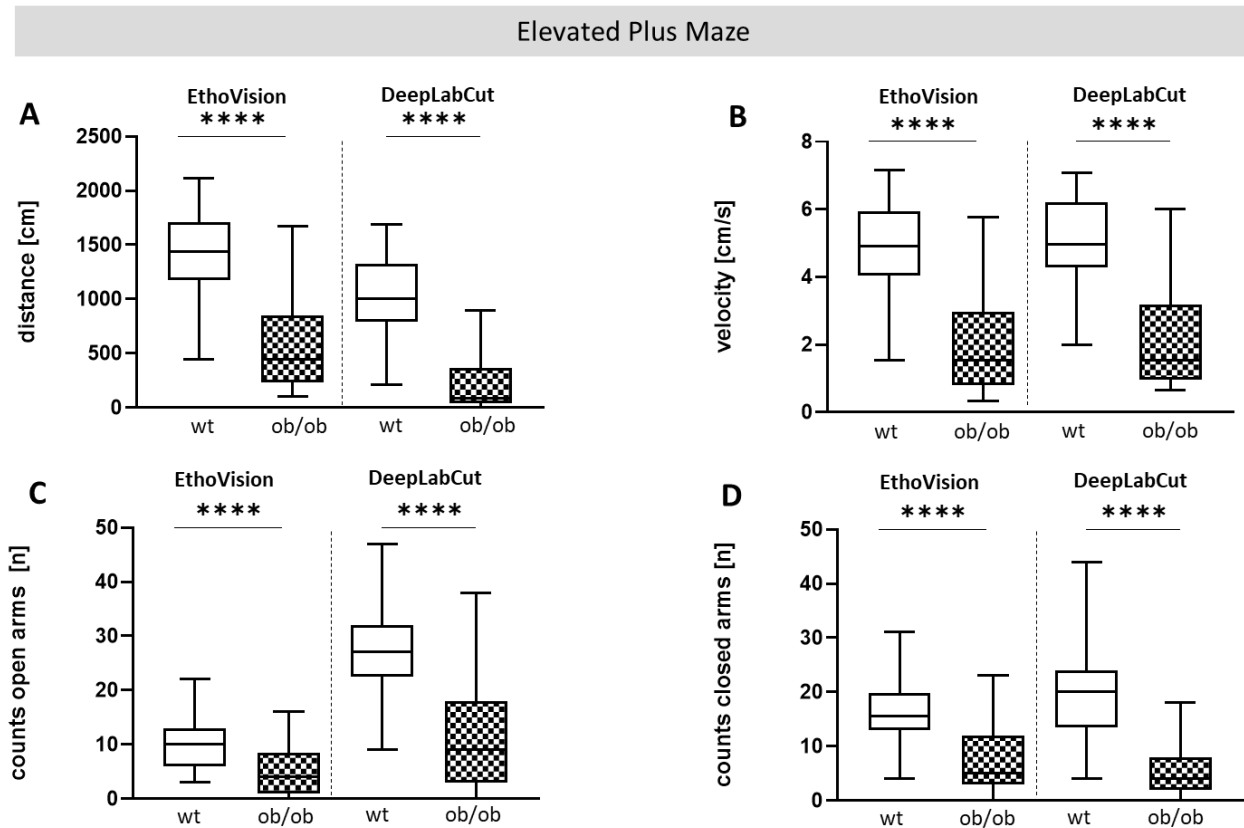 Elevated Plus Maze
A
EthoVision
DeepLabCut
****
****
distance [cm]
2500
2000
1500
1000
500
0
wt
ob/ob
wt
ob/ob
B
EthoVision
DeepLabCut
****
****
velocity [cm/s]
8
6
4
2
0
wt
ob/ob
wt
ob/ob
C
EthoVision
DeepLabCut
****
****
counts open arms [n]
50
40
30
20
10
0
wt
ob/ob
wt
ob/ob
D
EthoVision
DeepLabCut
****
****
counts closed arms [n]
50
40
30
20
10
0
wt
ob/ob
wt
ob/ob